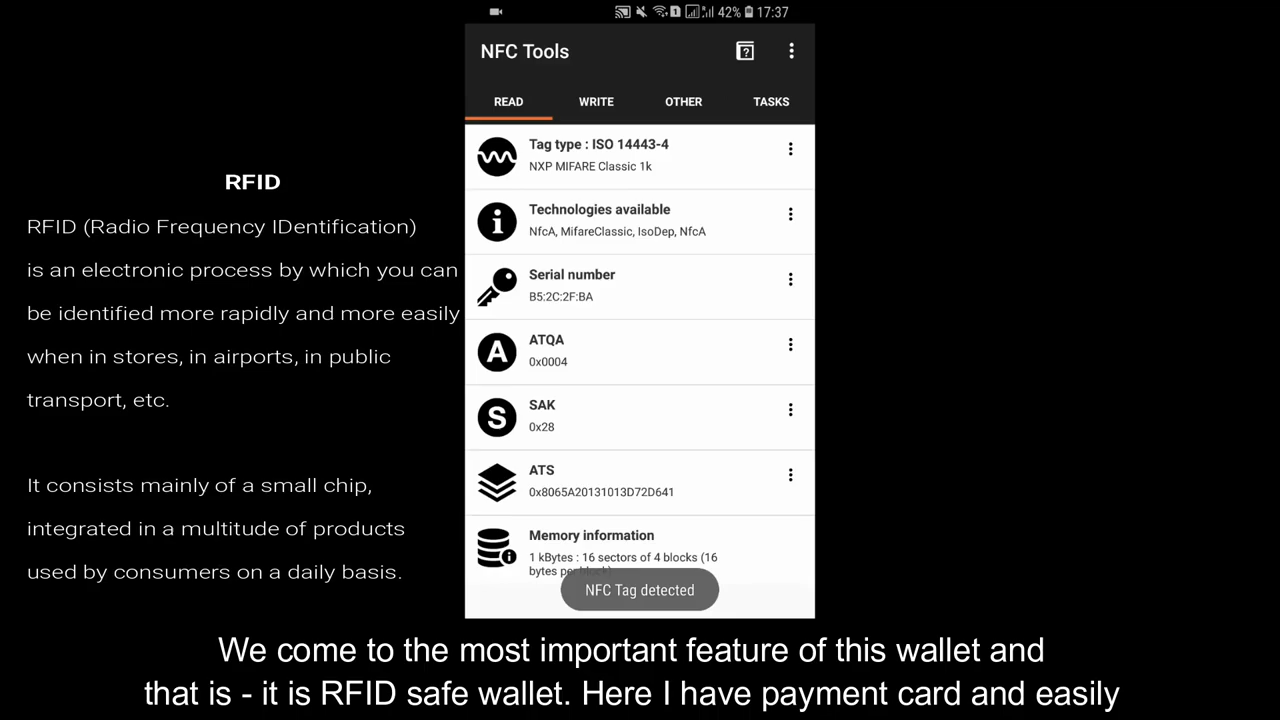 42% 17:37
NFC Tools
READ WRITE OTHER TASKS
Tag type : ISO 14443-4
NXP MIFARE Classic 1k
Technologies available
NfcA, MifareClassic, IsoDep, NfcA
Serial number
B5:2C:2F:BA
ATQA
0x0004
SAK
0x28
ATS
0x8065A20131013D72D641
Memory information
1 kBytes : 16 sectors of 4 blocks (16
bytes per block)
NFC Tag detected
RFID
RFID (Radio Frequency IDentification)
is an electronic process by which you can
be identified more rapidly and more easily
when in stores, in airports, in public
transport, etc.
It consists mainly of a small chip,
integrated in a multitude of products
used by consumers on a daily basis.
We come to the most important feature of this wallet and
that is - it is RFID safe wallet. Here I have payment card and easily